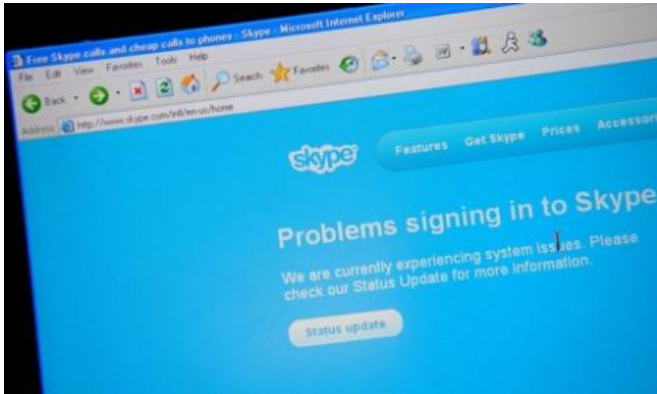 Free Skype calls and cheap calls to phones - Skype - Microsoft Internet Explorer
File Edit View Favorites Tools Help
Back Search Favorites
Address http://www.skype.com/intl/en-us/home
skype
Features Get Skype Prices Accessori
Problems signing in to Skype
We are currently experiencing system issues. Please
check our Status Update for more information.
Status update